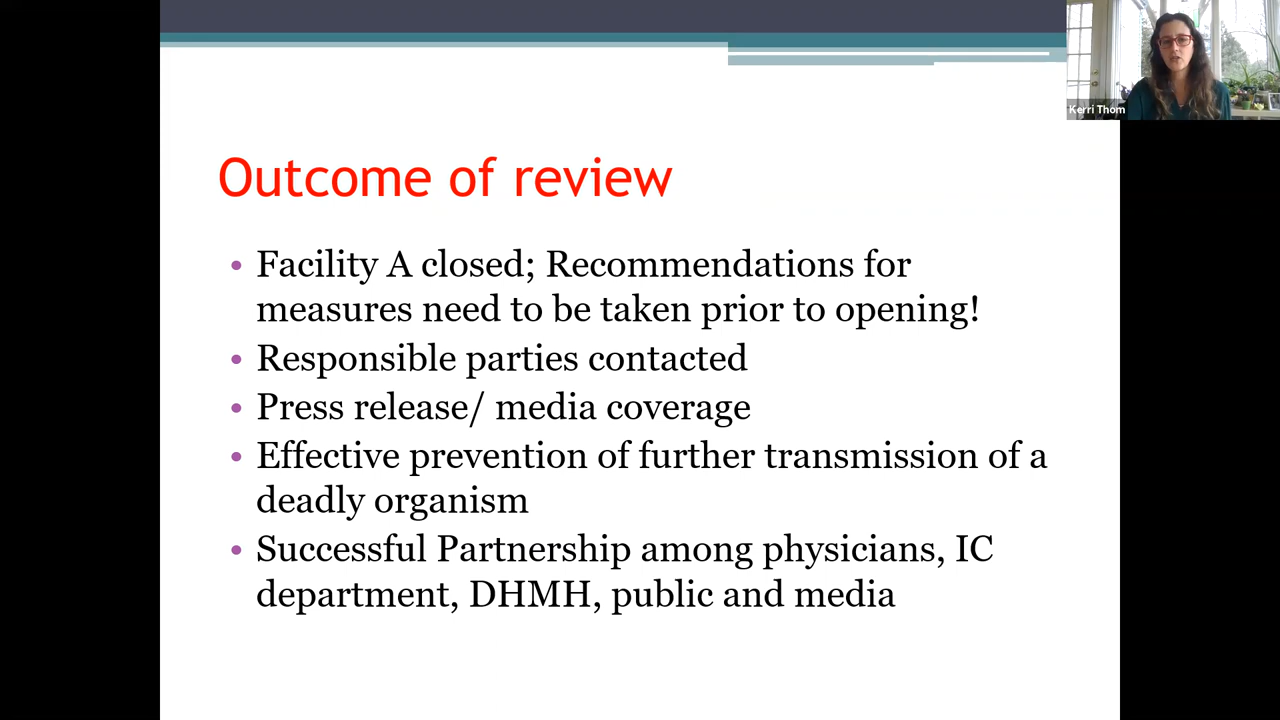 Kerri Thom
Outcome of review
• Facility A closed; Recommendations for
measures need to be taken prior to opening!
• Responsible parties contacted
• Press release/ media coverage
• Effective prevention of further transmission of a
deadly organism
• Successful Partnership among physicians, IC
department, DHMH, public and media